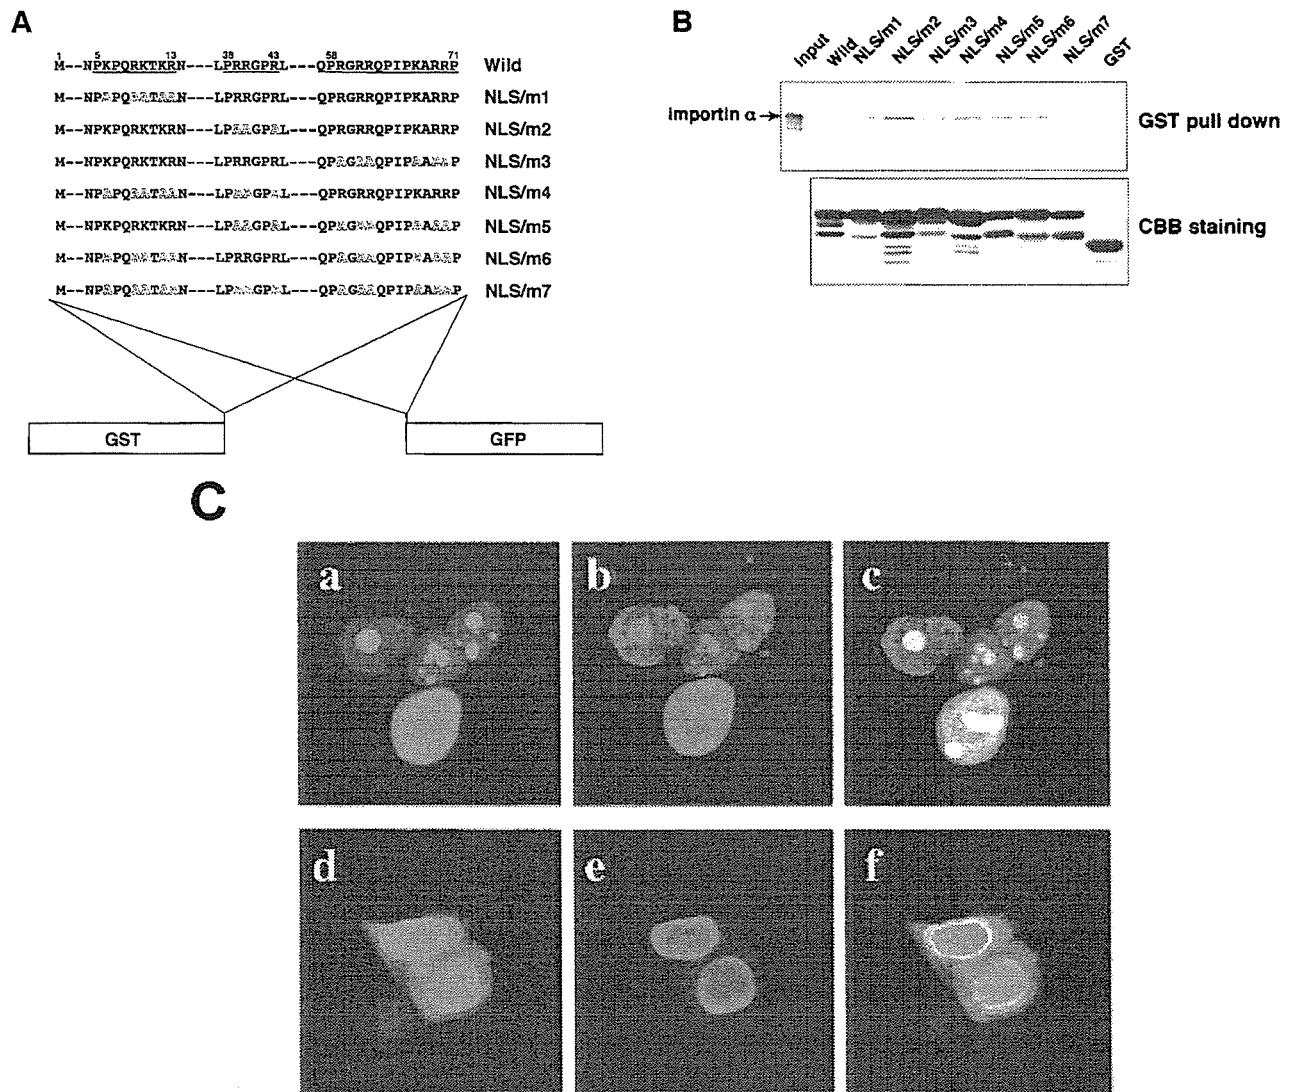 A
1 5 13 38 43 58 71
M--NPKPQRKTKRN---LPRRGPRL---QPRGRRQPIPKARRP Wild
M--NPAPQAATAAN---LPRRGPRL---QPRGRRQPIPKARRP NLS/m1
M--NPKPQRKTKRN---LPAAGPAL---QPRGRRQPIPKARRP NLS/m2
M--NPKPQRKTKRN---LPRRGPRL---QPAGAAQPIPAAAAP NLS/m3
M--NPAPQAATAAN---LPAAGPAL---QPRGRRQPIPKARRP NLS/m4
M--NPKPQRKTKRN---LPAAGPAL---QPAGAAQPIPAAAAP NLS/m5
M--NPAPQAATAAN---LPRRGPRL---QPAGAAQPIPAAAAP NLS/m6
M--NPAPQAATAAN---LPAAGPAL---QPAGAAQPIPAAAAP NLS/m7
GST GFP
B
Input Wild NLS/m1 NLS/m2 NLS/m3 NLS/m4 NLS/m5 NLS/m6 NLS/m7 GST
importin α
GST pull down
CBB staining
C
a b c
d e f